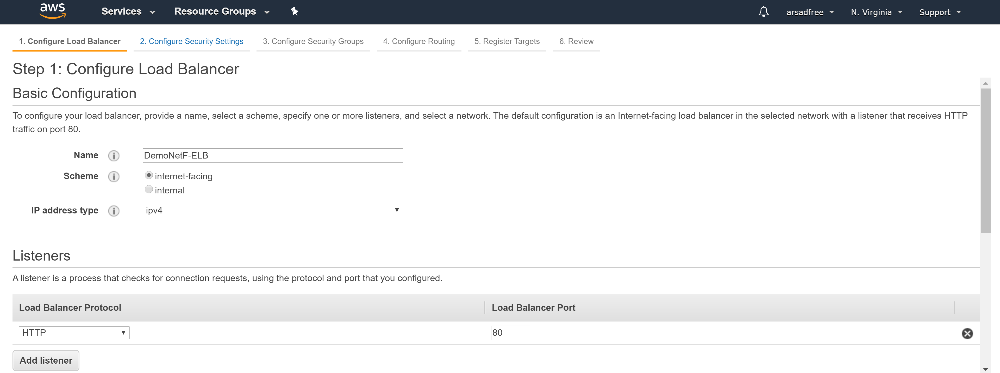 aws Services Resource Groups arsadfree N. Virginia Support
1. Configure Load Balancer 2. Configure Security Settings 3. Configure Security Groups 4. Configure Routing 5. Register Targets 6. Review
Step 1: Configure Load Balancer
Basic Configuration
To configure your load balancer, provide a name, select a scheme, specify one or more listeners, and select a network. The default configuration is an Internet-facing load balancer in the selected network with a listener that receives HTTP
traffic on port 80.
Name i DemoNetF-ELB
Scheme i internet-facing
internal
IP address type i ipv4
Listeners
A listener is a process that checks for connection requests, using the protocol and port that you configured.
Load Balancer Protocol Load Balancer Port
HTTP 80
Add listener